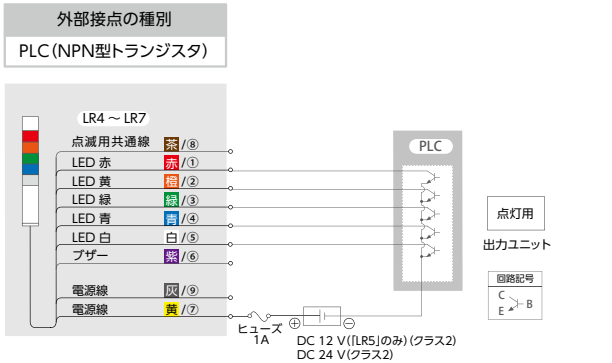 外部接点の種別
PLC(NPN型トランジスタ)
LR4 ～ LR7
点滅用共通線 茶/⑧
LED 赤 赤/①
LED 黄 橙/②
LED 緑 緑/③
LED 青 青/④
LED 白 白/⑤
ブザー 紫/⑥
電源線 灰/⑨
電源線 黄/⑦
ヒューズ
1A
⊕ ⊖
DC 12 V(「LR5」のみ)(クラス2)
DC 24 V(クラス2)
PLC
点灯用
出力ユニット
回路記号
C
B
E